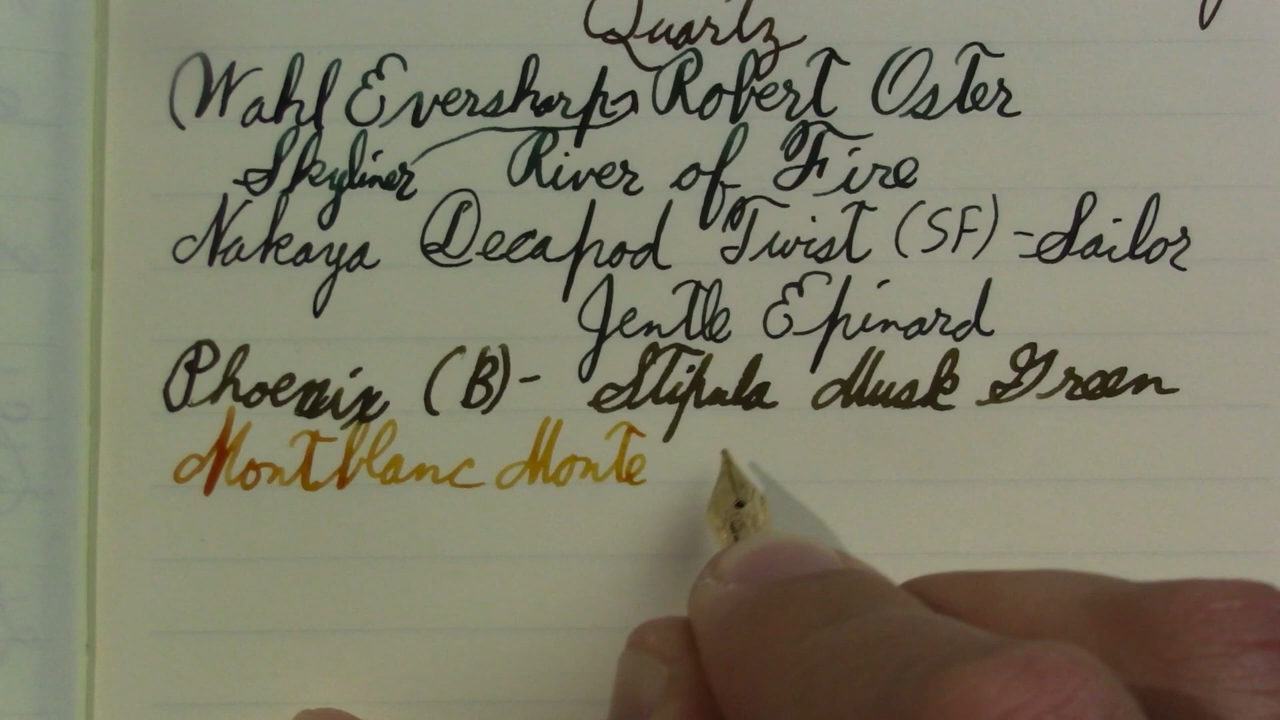 Quartz
Wahl Eversharp Robert Oster
Skyliner River of Fire
Nakaya Decapod Twist (SF) - Sailor
Jentle Epinard
Phoenix (B) - Stipula Musk Green
Montblanc Monte